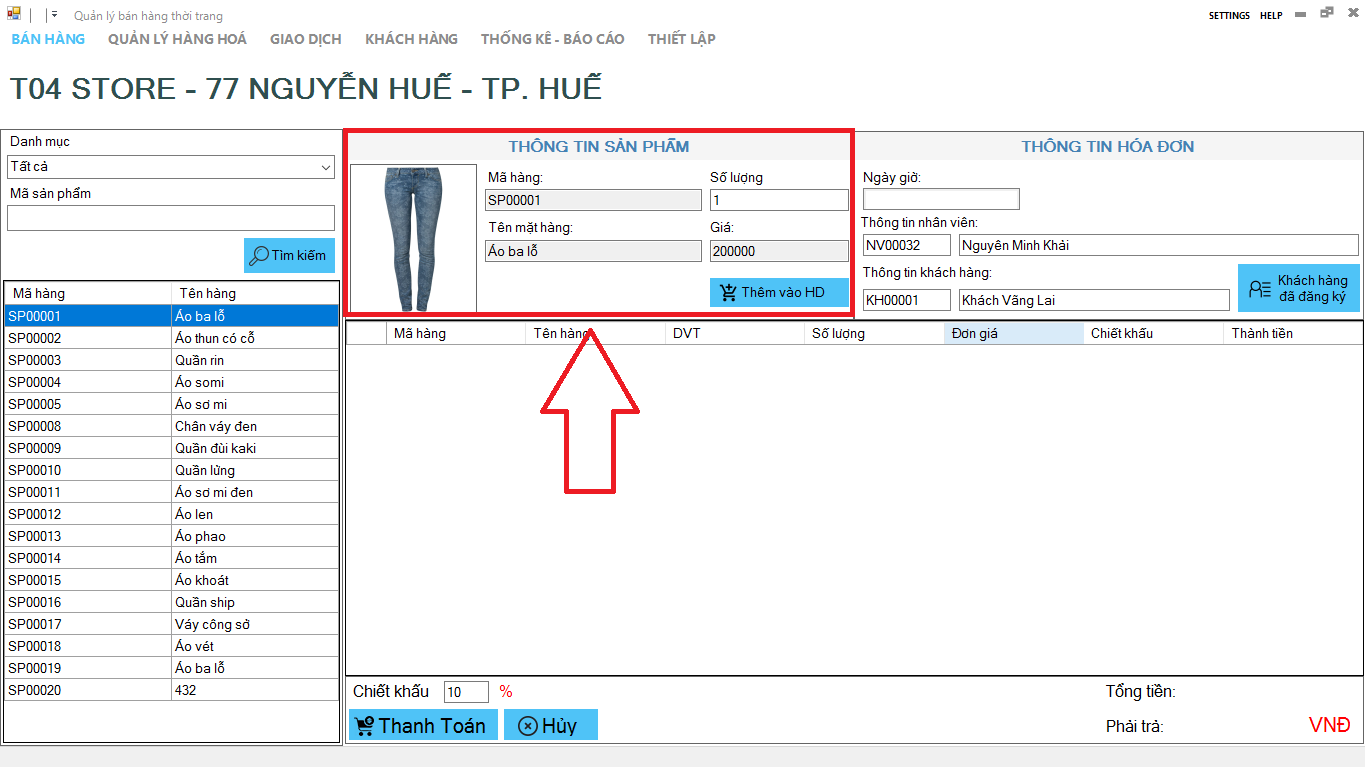 Quản lý bán hàng thời trang
SETTINGS HELP
BÁN HÀNG QUẢN LÝ HÀNG HOÁ GIAO DỊCH KHÁCH HÀNG THỐNG KÊ - BÁO CÁO THIẾT LẬP
T04 STORE - 77 NGUYỄN HUẾ - TP. HUẾ
Danh mục
Tất cả
Mã sản phẩm
Tìm kiếm
Mã hàng Tên hàng
SP00001 Áo ba lỗ
SP00002 Áo thun có cỗ
SP00003 Quần rin
SP00004 Áo somi
SP00005 Áo sơ mi
SP00008 Chân váy đen
SP00009 Quần đùi kaki
SP00010 Quần lửng
SP00011 Áo sơ mi đen
SP00012 Áo len
SP00013 Áo phao
SP00014 Áo tắm
SP00015 Áo khoát
SP00016 Quần ship
SP00017 Váy công sở
SP00018 Áo vét
SP00019 Áo ba lỗ
SP00020 432
THÔNG TIN SẢN PHẨM
Mã hàng: Số lượng
SP00001 1
Tên mặt hàng: Giá:
Áo ba lỗ 200000
Thêm vào HD
THÔNG TIN HÓA ĐƠN
Ngày giờ:
Thông tin nhân viên:
NV00032 Nguyên Minh Khải
Thông tin khách hàng:
KH00001 Khách Vãng Lai
Khách hàng
đã đăng ký
Mã hàng Tên hàng DVT Số lượng Đơn giá Chiết khấu Thành tiền
Chiết khấu 10 %
Tổng tiền:
Thanh Toán Hủy
Phải trả: VNĐ